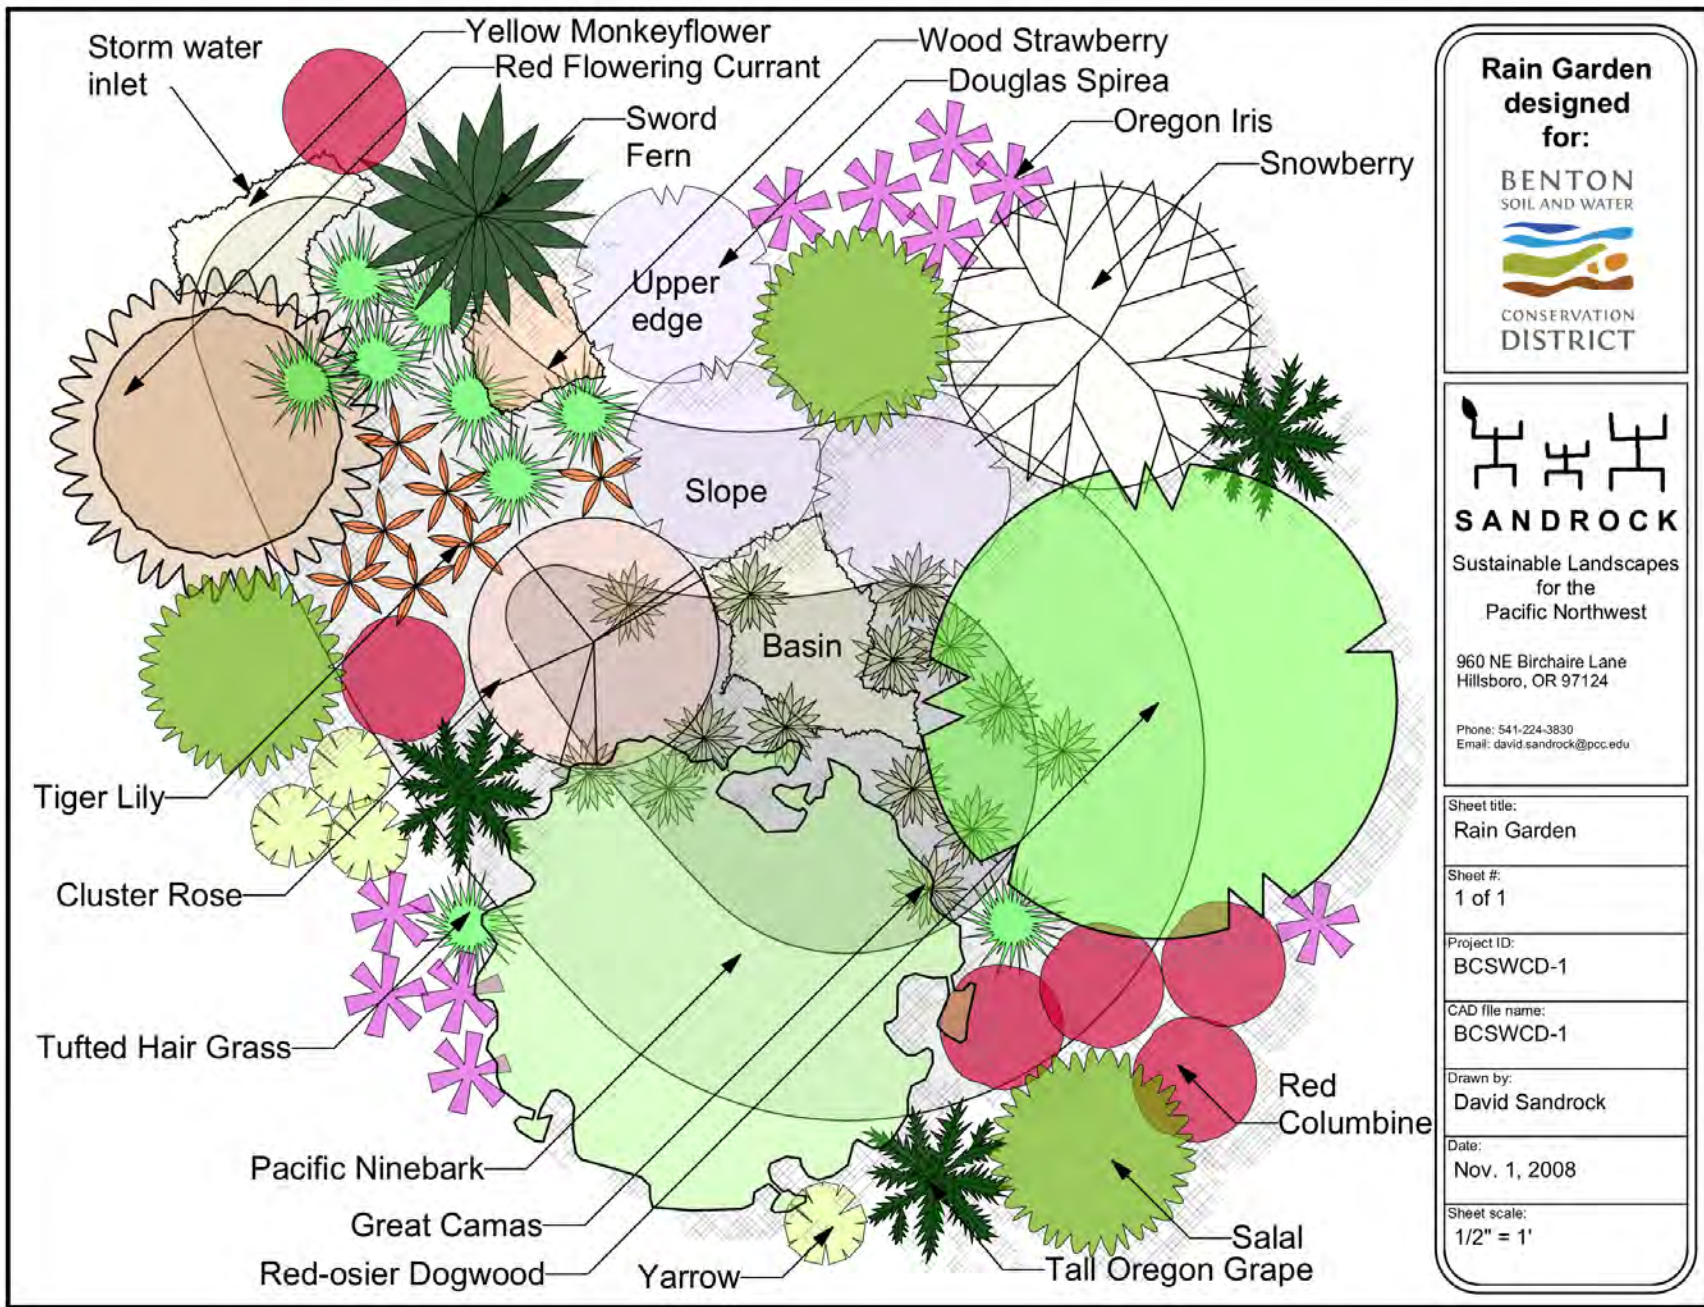 Storm water
inlet
Yellow Monkeyflower
Red Flowering Currant
Sword
Fern
Wood Strawberry
Douglas Spirea
Oregon Iris
Snowberry
Upper
edge
Slope
Basin
Tiger Lily
Cluster Rose
Tufted Hair Grass
Pacific Ninebark
Great Camas
Red-osier Dogwood
Yarrow
Tall Oregon Grape
Salal
Red
Columbine
Rain Garden
designed
for:
BENTON
SOIL AND WATER
CONSERVATION
DISTRICT
SANDROCK
Sustainable Landscapes
for the
Pacific Northwest
960 NE Birchaire Lane
Hillsboro, OR 97124
Phone: 541-224-3830
Email: david.sandrock@pcc.edu
Sheet title:
Rain Garden
Sheet #:
1 of 1
Project ID:
BCSWCD-1
CAD file name:
BCSWCD-1
Drawn by:
David Sandrock
Date:
Nov. 1, 2008
Sheet scale:
1/2" = 1'